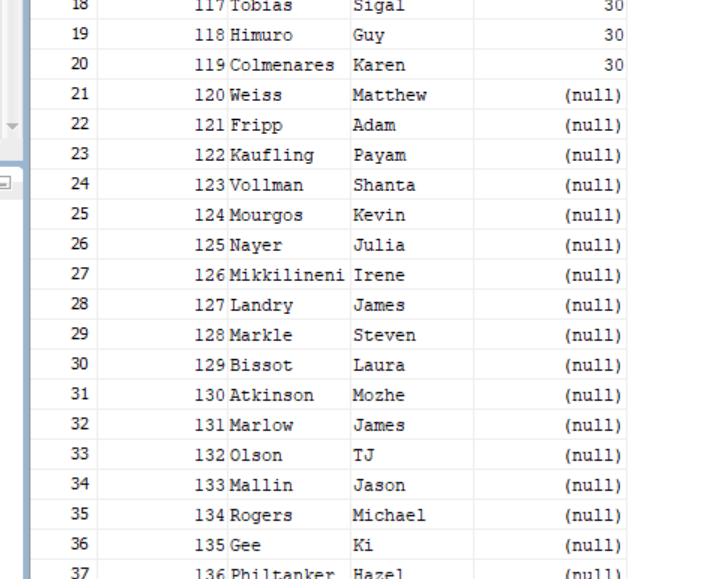 18 117 Tobias Sigal 30
19 118 Himuro Guy 30
20 119 Colmenares Karen 30
21 120 Weiss Matthew (null)
22 121 Fripp Adam (null)
23 122 Kaufling Payam (null)
24 123 Vollman Shanta (null)
25 124 Mourgos Kevin (null)
26 125 Nayer Julia (null)
27 126 Mikkilineni Irene (null)
28 127 Landry James (null)
29 128 Markle Steven (null)
30 129 Bissot Laura (null)
31 130 Atkinson Mozhe (null)
32 131 Marlow James (null)
33 132 Olson TJ (null)
34 133 Mallin Jason (null)
35 134 Rogers Michael (null)
36 135 Gee Ki (null)
37 136 Philtanker Hazel (null)